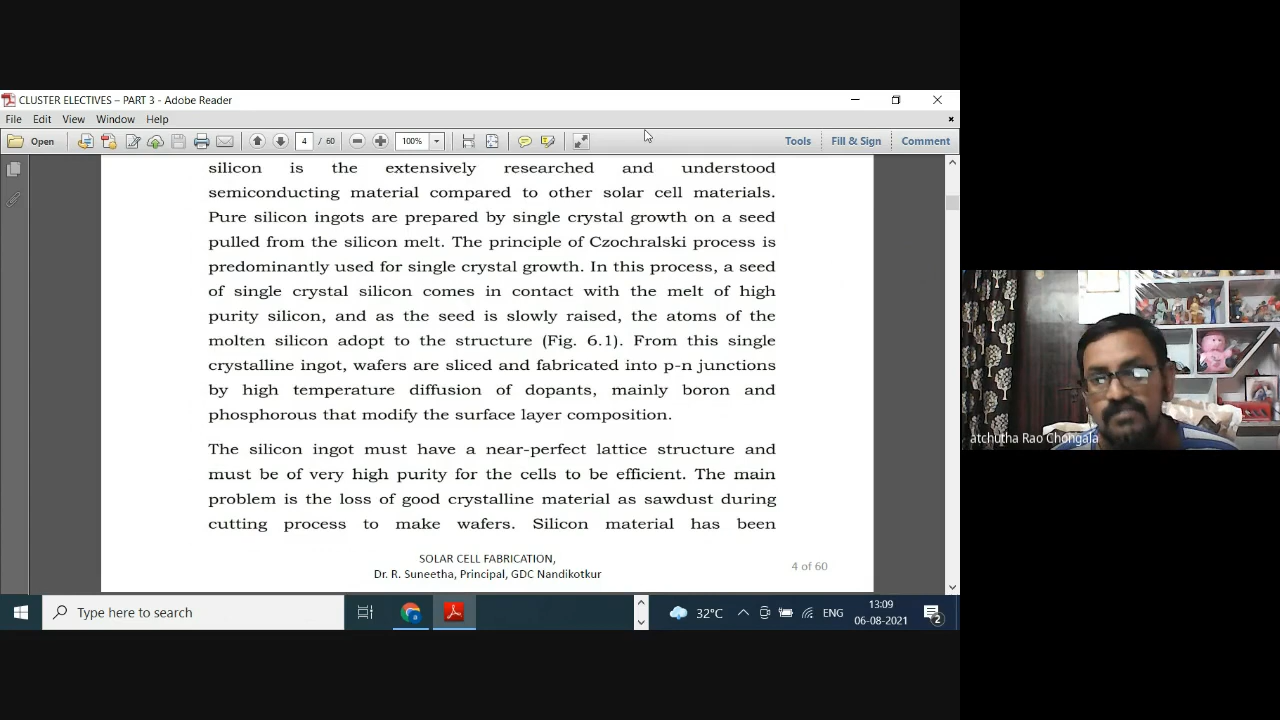 CLUSTER ELECTIVES – PART 3 - Adobe Reader
File Edit View Window Help
Open 4 / 60 100% Tools Fill & Sign Comment
silicon is the extensively researched and understood
semiconducting material compared to other solar cell materials.
Pure silicon ingots are prepared by single crystal growth on a seed
pulled from the silicon melt. The principle of Czochralski process is
predominantly used for single crystal growth. In this process, a seed
of single crystal silicon comes in contact with the melt of high
purity silicon, and as the seed is slowly raised, the atoms of the
molten silicon adopt to the structure (Fig. 6.1). From this single
crystalline ingot, wafers are sliced and fabricated into p-n junctions
by high temperature diffusion of dopants, mainly boron and
phosphorous that modify the surface layer composition.
The silicon ingot must have a near-perfect lattice structure and
must be of very high purity for the cells to be efficient. The main
problem is the loss of good crystalline material as sawdust during
cutting process to make wafers. Silicon material has been
SOLAR CELL FABRICATION,
Dr. R. Suneetha, Principal, GDC Nandikotkur
4 of 60
atchutha Rao Chongala
Type here to search
32°C
ENG
13:09
06-08-2021
2